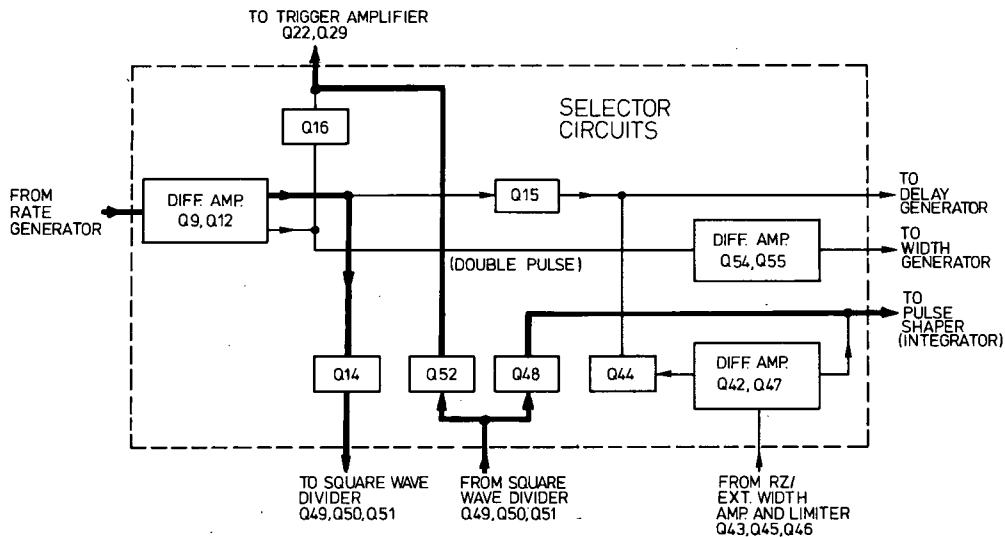 TO TRIGGER AMPLIFIER
Q22, Q29
SELECTOR
CIRCUITS
Q16
FROM
RATE
GENERATOR
DIFF. AMP.
Q9, Q12
Q15
TO
DELAY
GENERATOR
DIFF. AMP.
Q54, Q55
TO
WIDTH
GENERATOR
(DOUBLE PULSE)
TO
PULSE
SHAPER
(INTEGRATOR)
Q14
Q52
Q48
Q44
DIFF. AMP.
Q42, Q47
TO SQUARE WAVE
DIVIDER
Q49, Q50, Q51
FROM SQUARE
WAVE DIVIDER
Q49, Q50, Q51
FROM RZ/
EXT. WIDTH
AMP. AND LIMITER
Q43, Q45, Q46